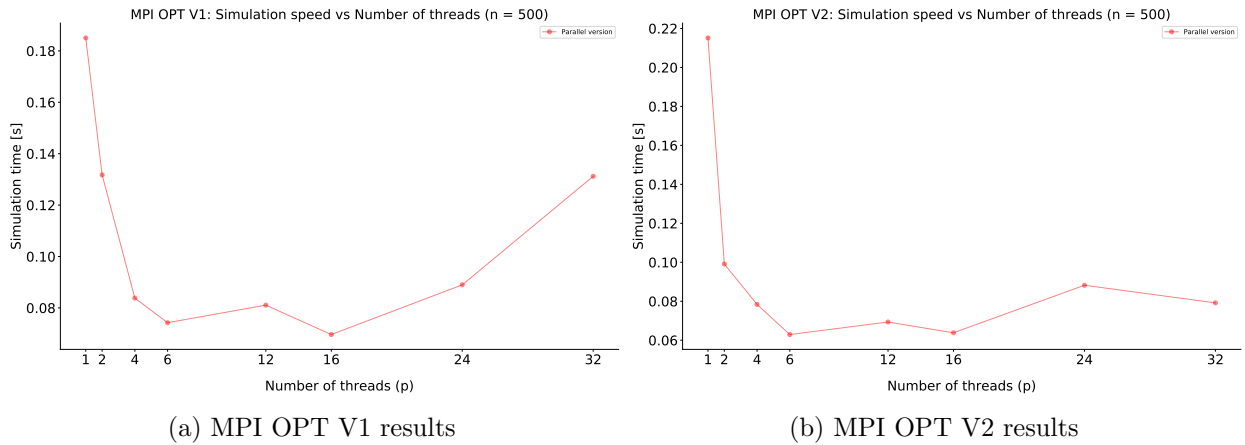 MPI OPT V1: Simulation speed vs Number of threads (n = 500)
Parallel version
Simulation time [s]
0.18
0.16
0.14
0.12
0.10
0.08
1 2 4 6 12 16 24 32
Number of threads (p)
(a) MPI OPT V1 results
MPI OPT V2: Simulation speed vs Number of threads (n = 500)
Parallel version
Simulation time [s]
0.22
0.20
0.18
0.16
0.14
0.12
0.10
0.08
0.06
1 2 4 6 12 16 24 32
Number of threads (p)
(b) MPI OPT V2 results